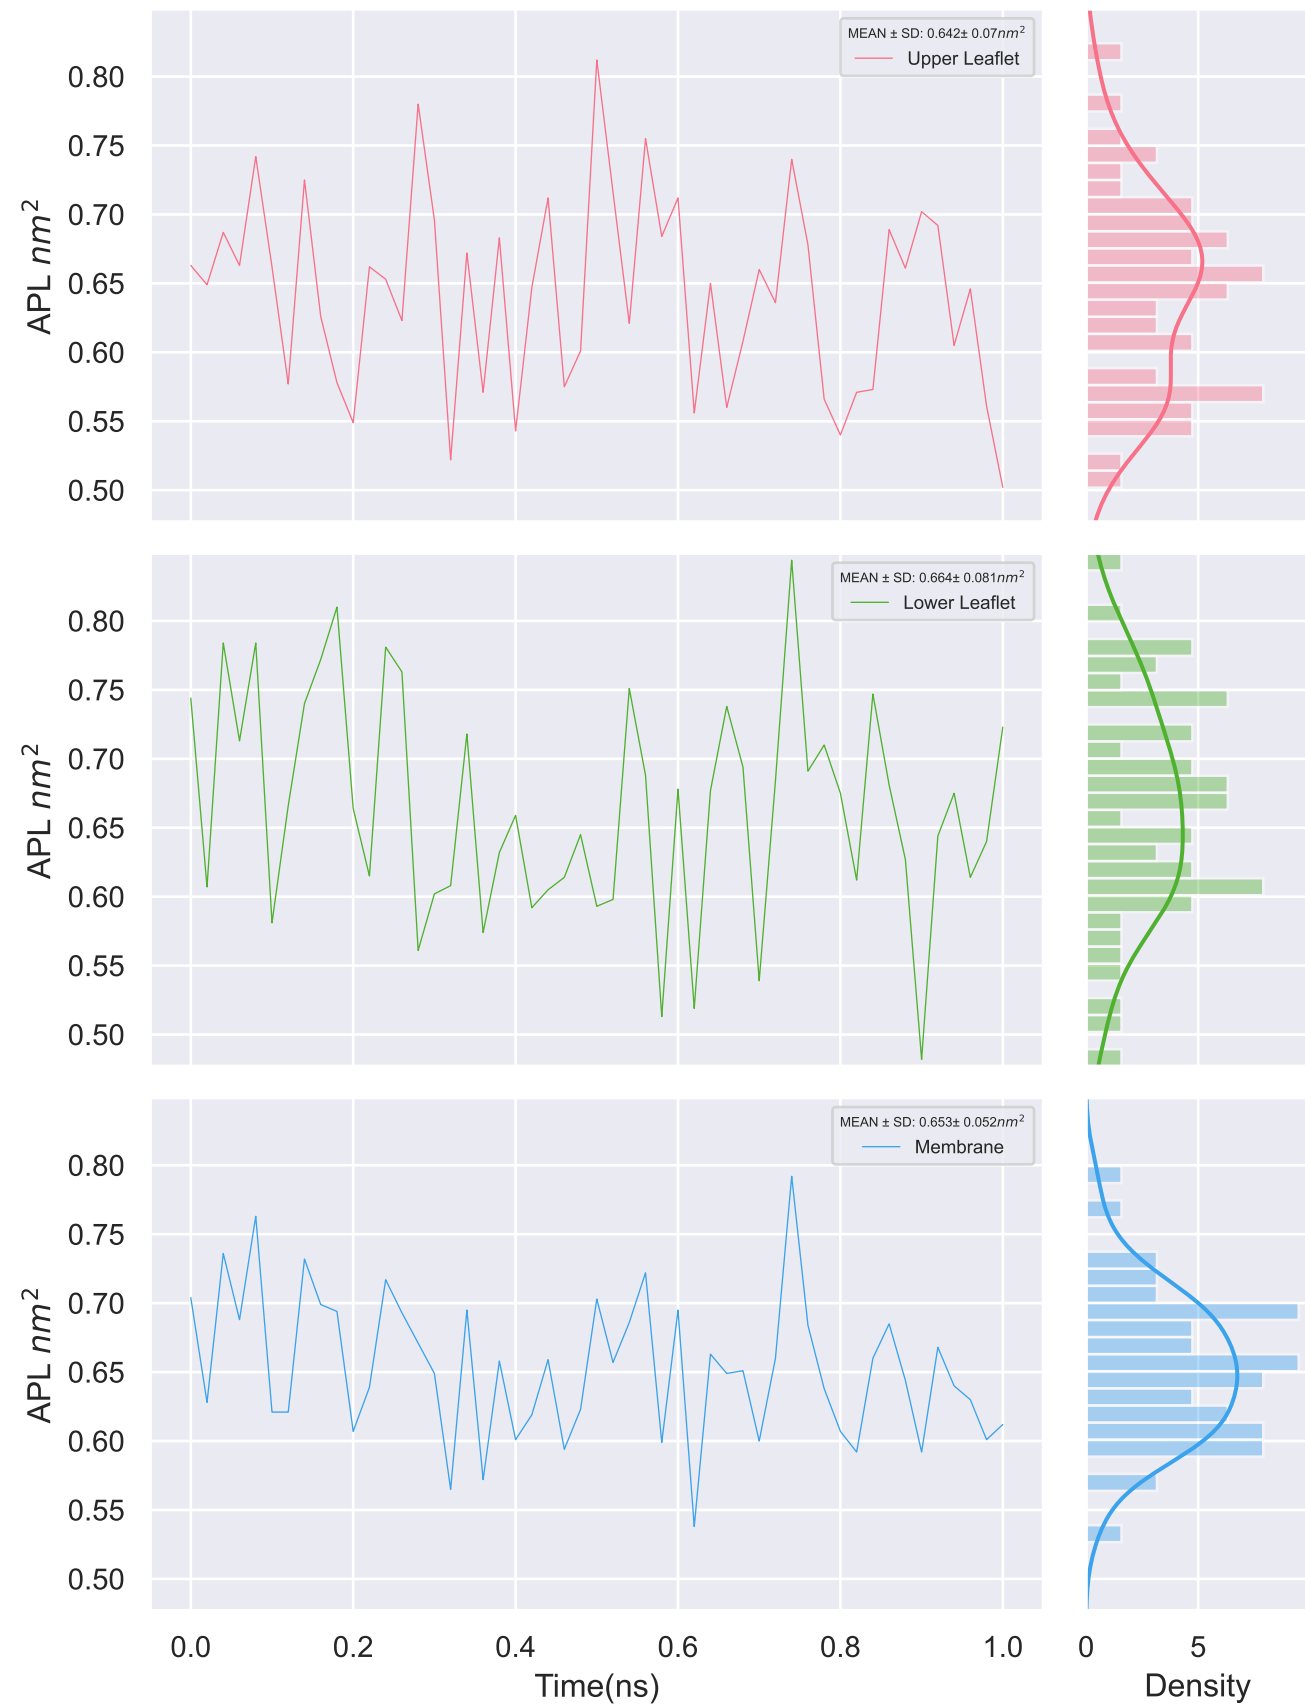 MEAN ± SD: 0.642± 0.07nm²
Upper Leaflet
0.80
0.75
0.70
0.65
0.60
0.55
0.50
APL nm²
MEAN ± SD: 0.664± 0.081nm²
Lower Leaflet
0.80
0.75
0.70
0.65
0.60
0.55
0.50
APL nm²
MEAN ± SD: 0.653± 0.052nm²
Membrane
0.80
0.75
0.70
0.65
0.60
0.55
0.50
APL nm²
0.0 0.2 0.4 0.6 0.8 1.0 0 5
Time(ns) Density